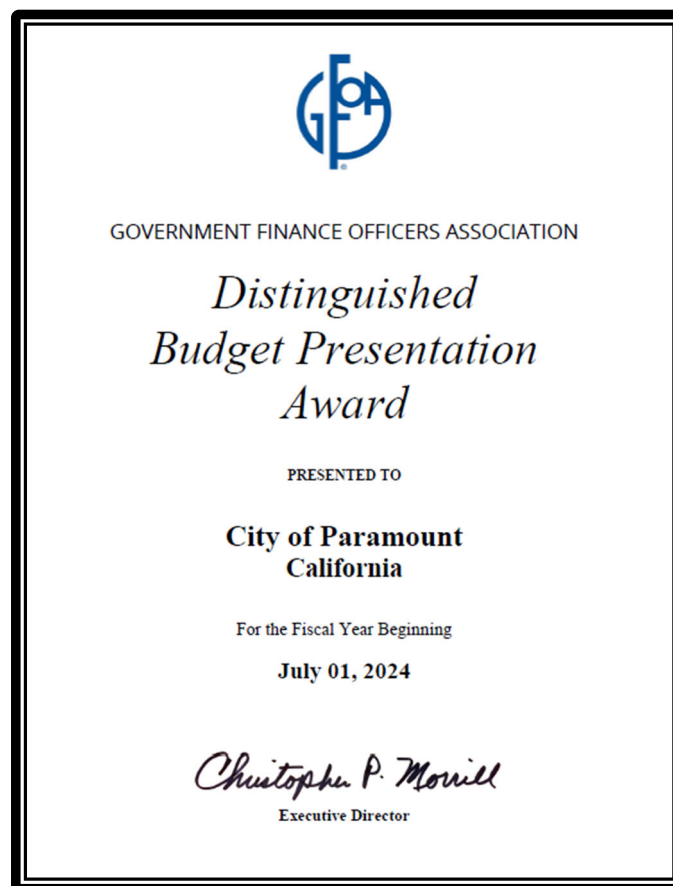 GFOA
GOVERNMENT FINANCE OFFICERS ASSOCIATION
Distinguished
Budget Presentation
Award
PRESENTED TO
City of Paramount
California
For the Fiscal Year Beginning
July 01, 2024
Christopher P. Morrill
Executive Director